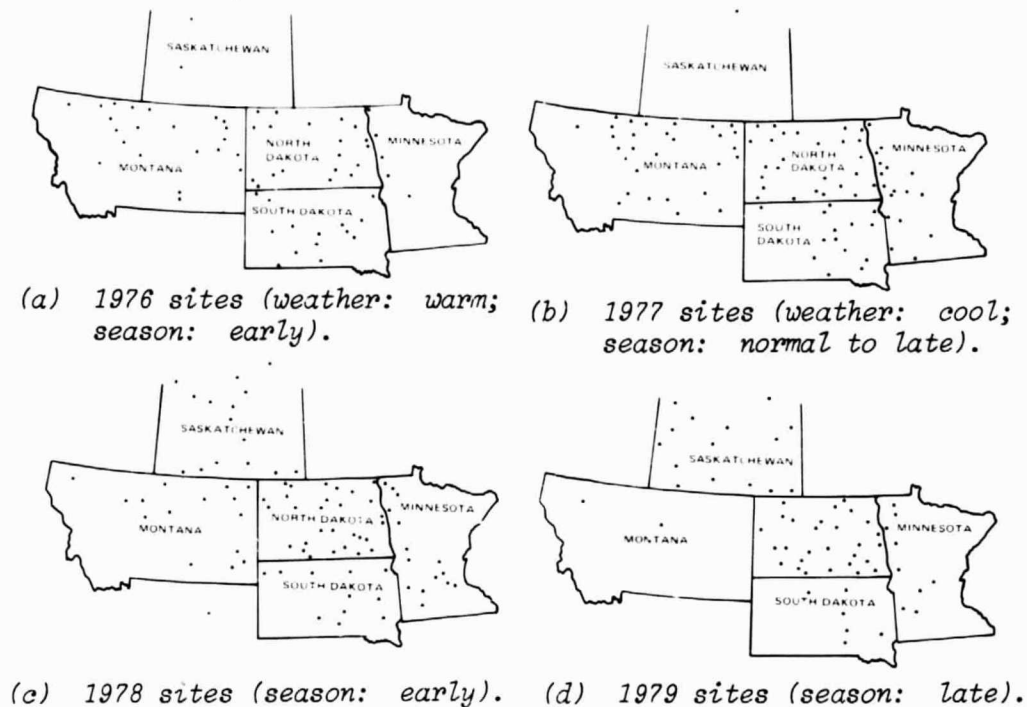 SASKATCHEWAN
MONTANA
NORTH
DAKOTA
MINNESOTA
SOUTH DAKOTA
(a) 1976 sites (weather: warm;
season: early).
SASKATCHEWAN
MONTANA
NORTH
DAKOTA
MINNESOTA
SOUTH
DAKOTA
(b) 1977 sites (weather: cool;
season: normal to late).
SASKATCHEWAN
MONTANA
NORTH DAKOTA
MINNESOTA
SOUTH DAKOTA
(c) 1978 sites (season: early).
SASKATCHEWAN
MONTANA
MINNESOTA
SOUTH DAKOTA
(d) 1979 sites (season: late).